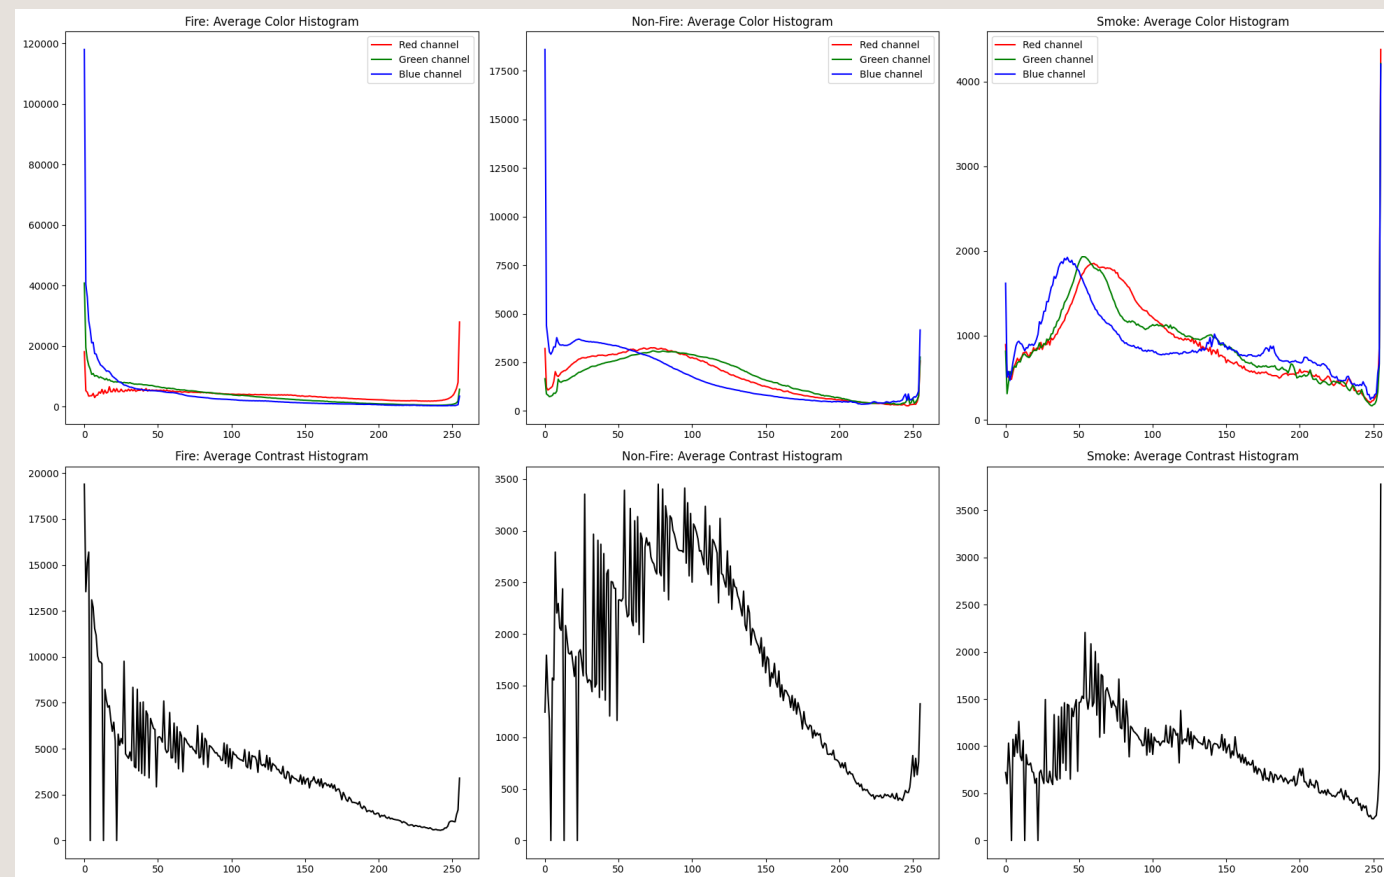 Fire: Average Color Histogram
120000
100000
80000
60000
40000
20000
0
0 50 100 150 200 250
Red channel
Green channel
Blue channel
Non-Fire: Average Color Histogram
17500
15000
12500
10000
7500
5000
2500
0
0 50 100 150 200 250
Red channel
Green channel
Blue channel
Smoke: Average Color Histogram
4000
3000
2000
1000
0
0 50 100 150 200 250
Red channel
Green channel
Blue channel
Fire: Average Contrast Histogram
20000
17500
15000
12500
10000
7500
5000
2500
0
0 50 100 150 200 250
Non-Fire: Average Contrast Histogram
3500
3000
2500
2000
1500
1000
500
0
0 50 100 150 200 250
Smoke: Average Contrast Histogram
3500
3000
2500
2000
1500
1000
500
0
0 50 100 150 200 250